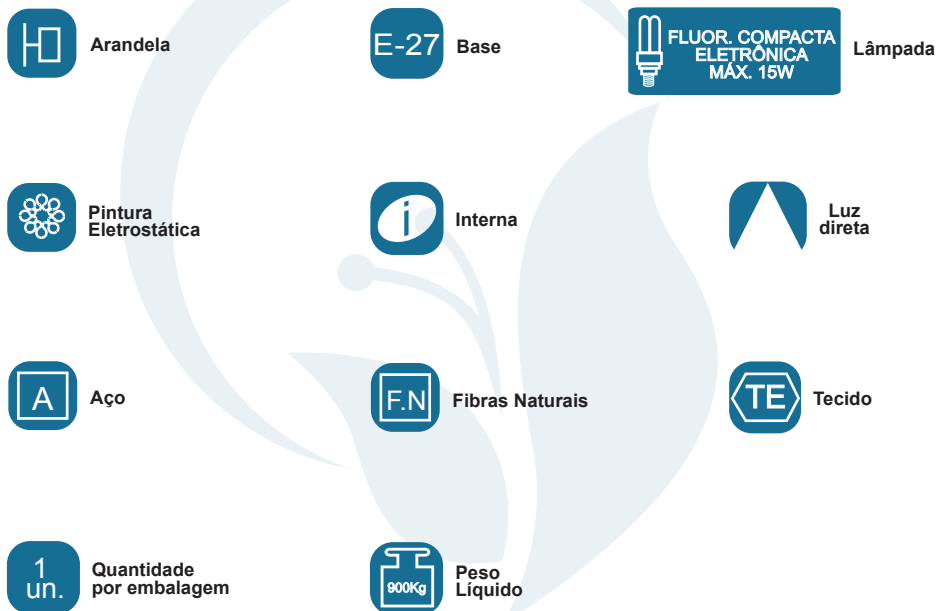 Arandela
E-27
Base
FLUOR. COMPACTA
ELETRÔNICA
MÁX. 15W
Lâmpada
Pintura
Eletrostática
i
Interna
Luz
direta
A
Aço
F.N
Fibras Naturais
TE
Tecido
1
un.
Quantidade
por embalagem
900Kg
Peso
Líquido